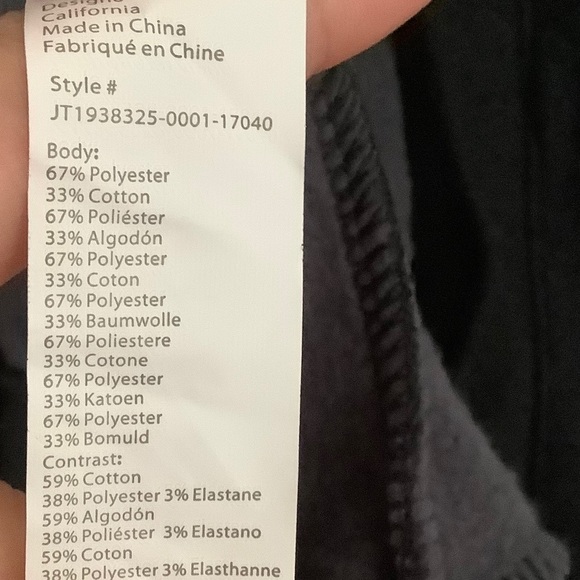 California
Made in China
Fabriqué en Chine
Style #
JT1938325-0001-17040
Body:
67% Polyester
33% Cotton
67% Poliéster
33% Algodón
67% Polyester
33% Coton
67% Polyester
33% Baumwolle
67% Poliestere
33% Cotone
67% Polyester
33% Katoen
67% Polyester
33% Bomuld
Contrast:
59% Cotton
38% Polyester 3% Elastane
59% Algodón
38% Poliéster 3% Elastano
59% Coton
38% Polyester 3% Elasthanne